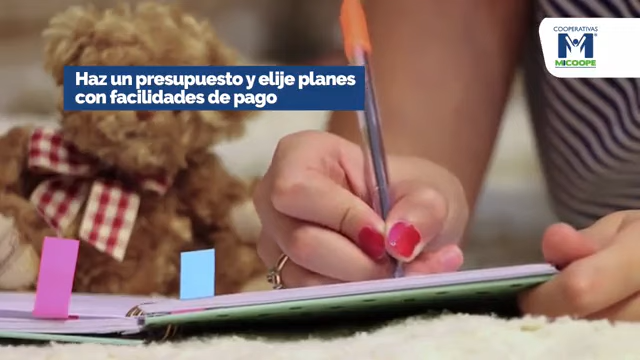 Haz un presupuesto y elije planes
con facilidades de pago
COOPERATIVAS
MICOOPE